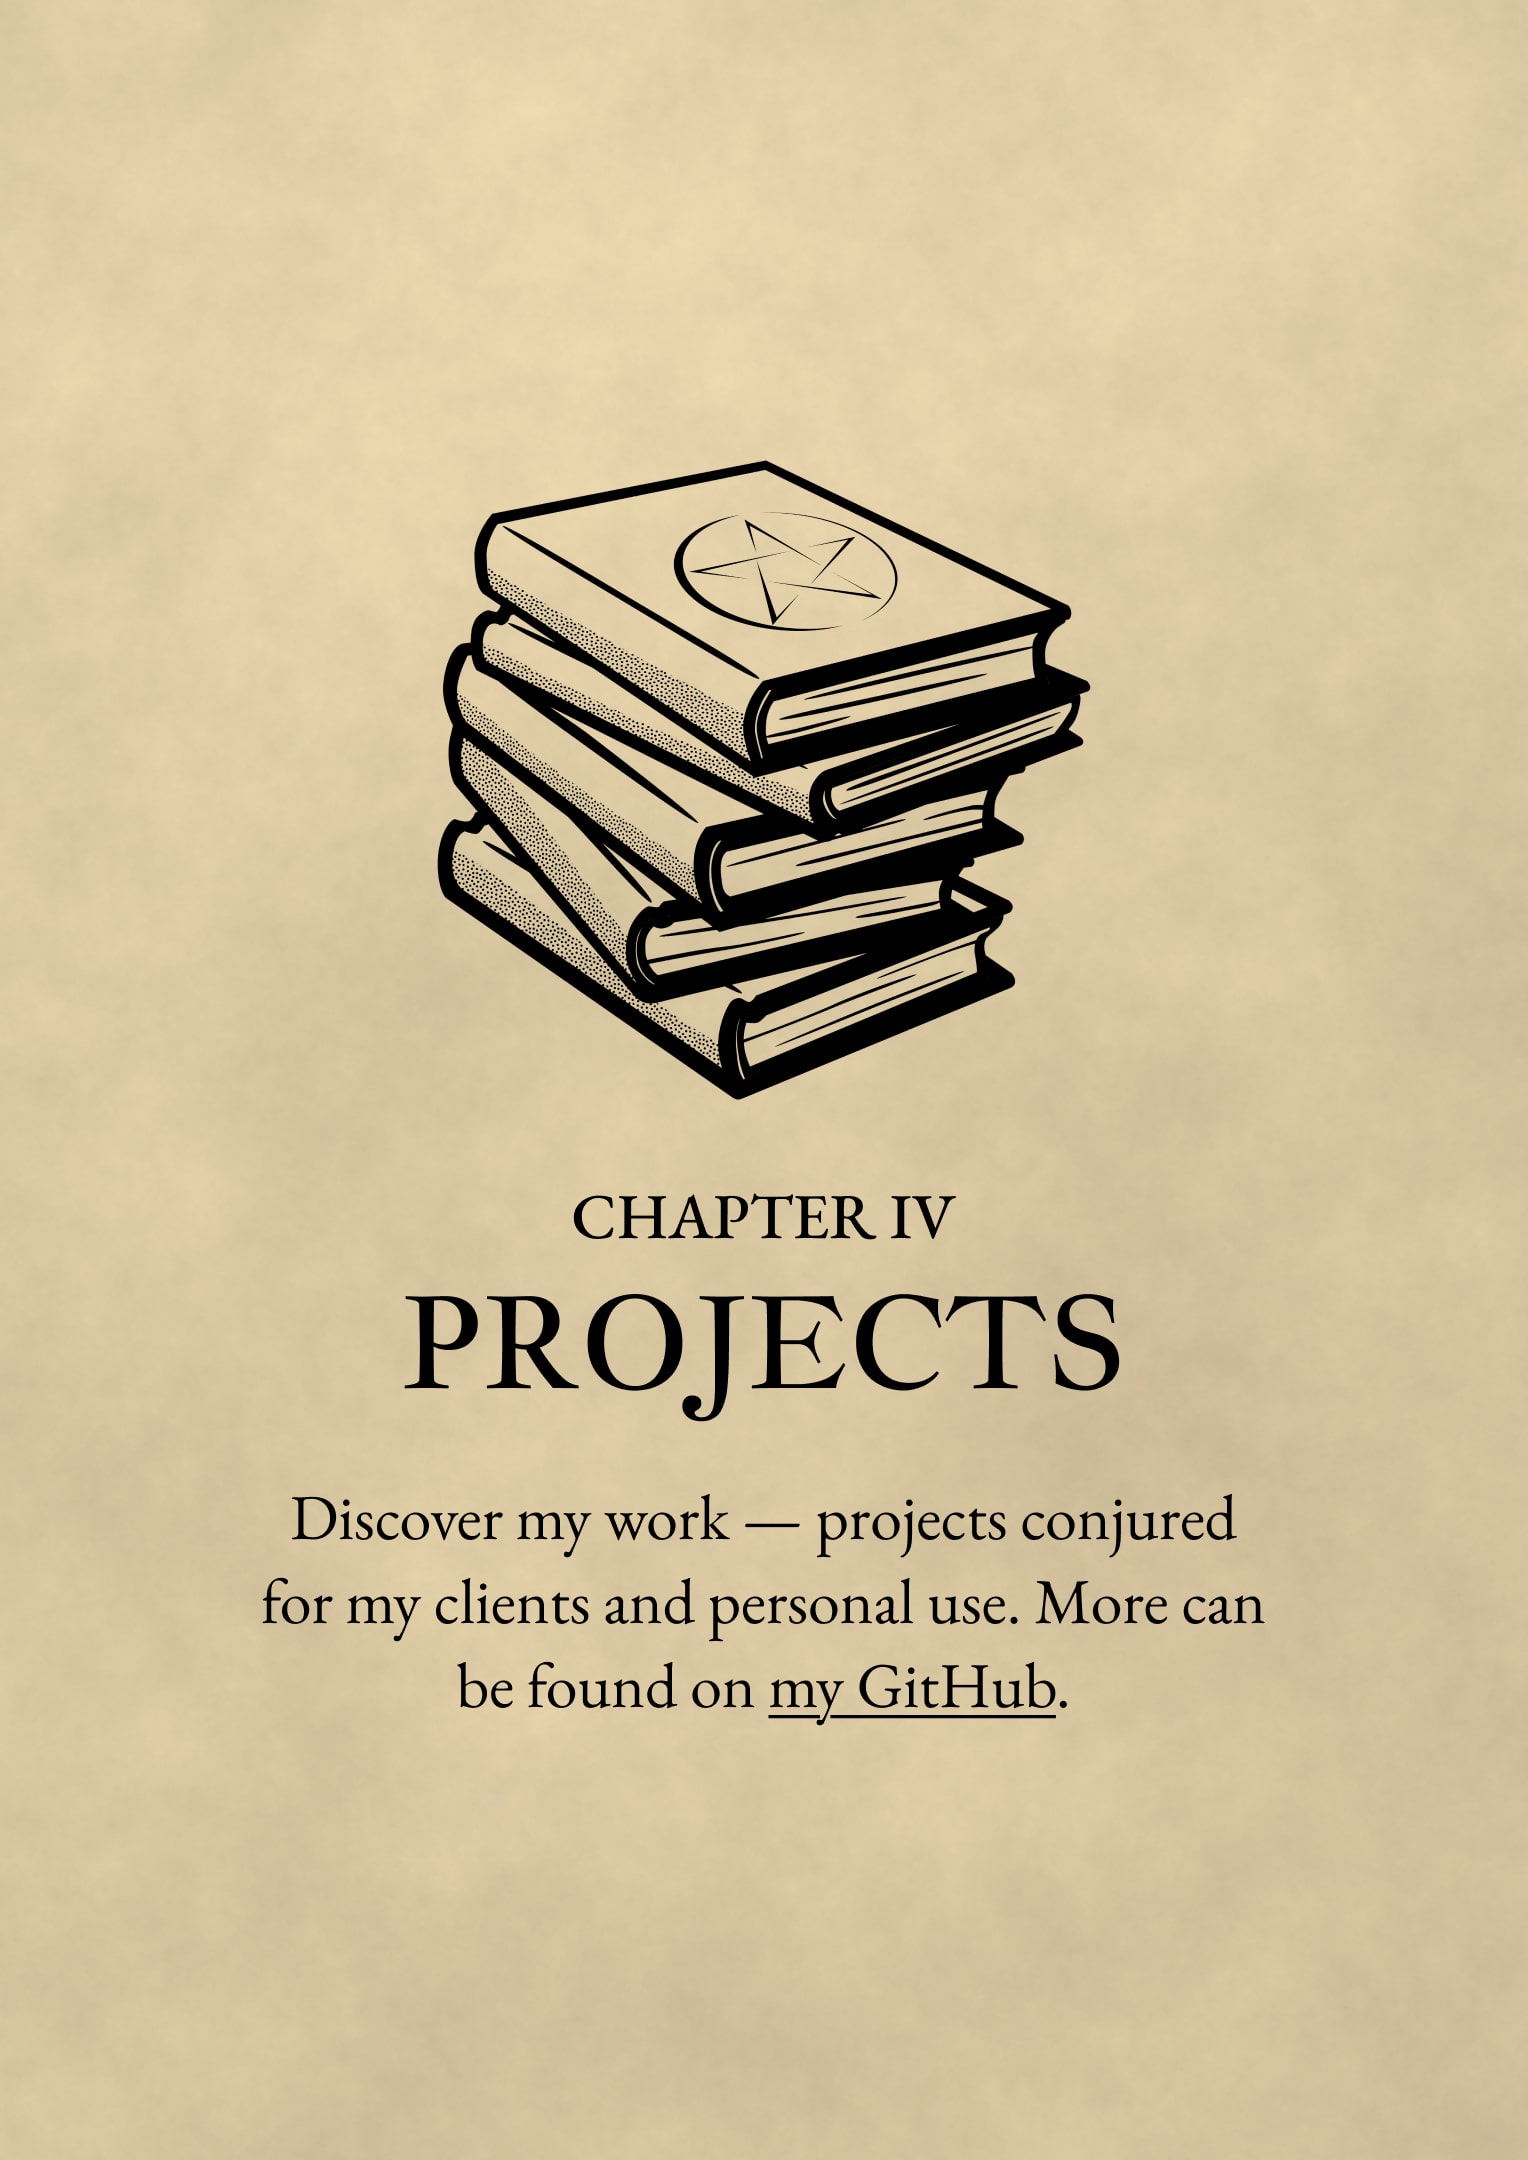 CHAPTER IV
PROJECTS
Discover my work — projects conjured
for my clients and personal use. More can
be found on my GitHub.